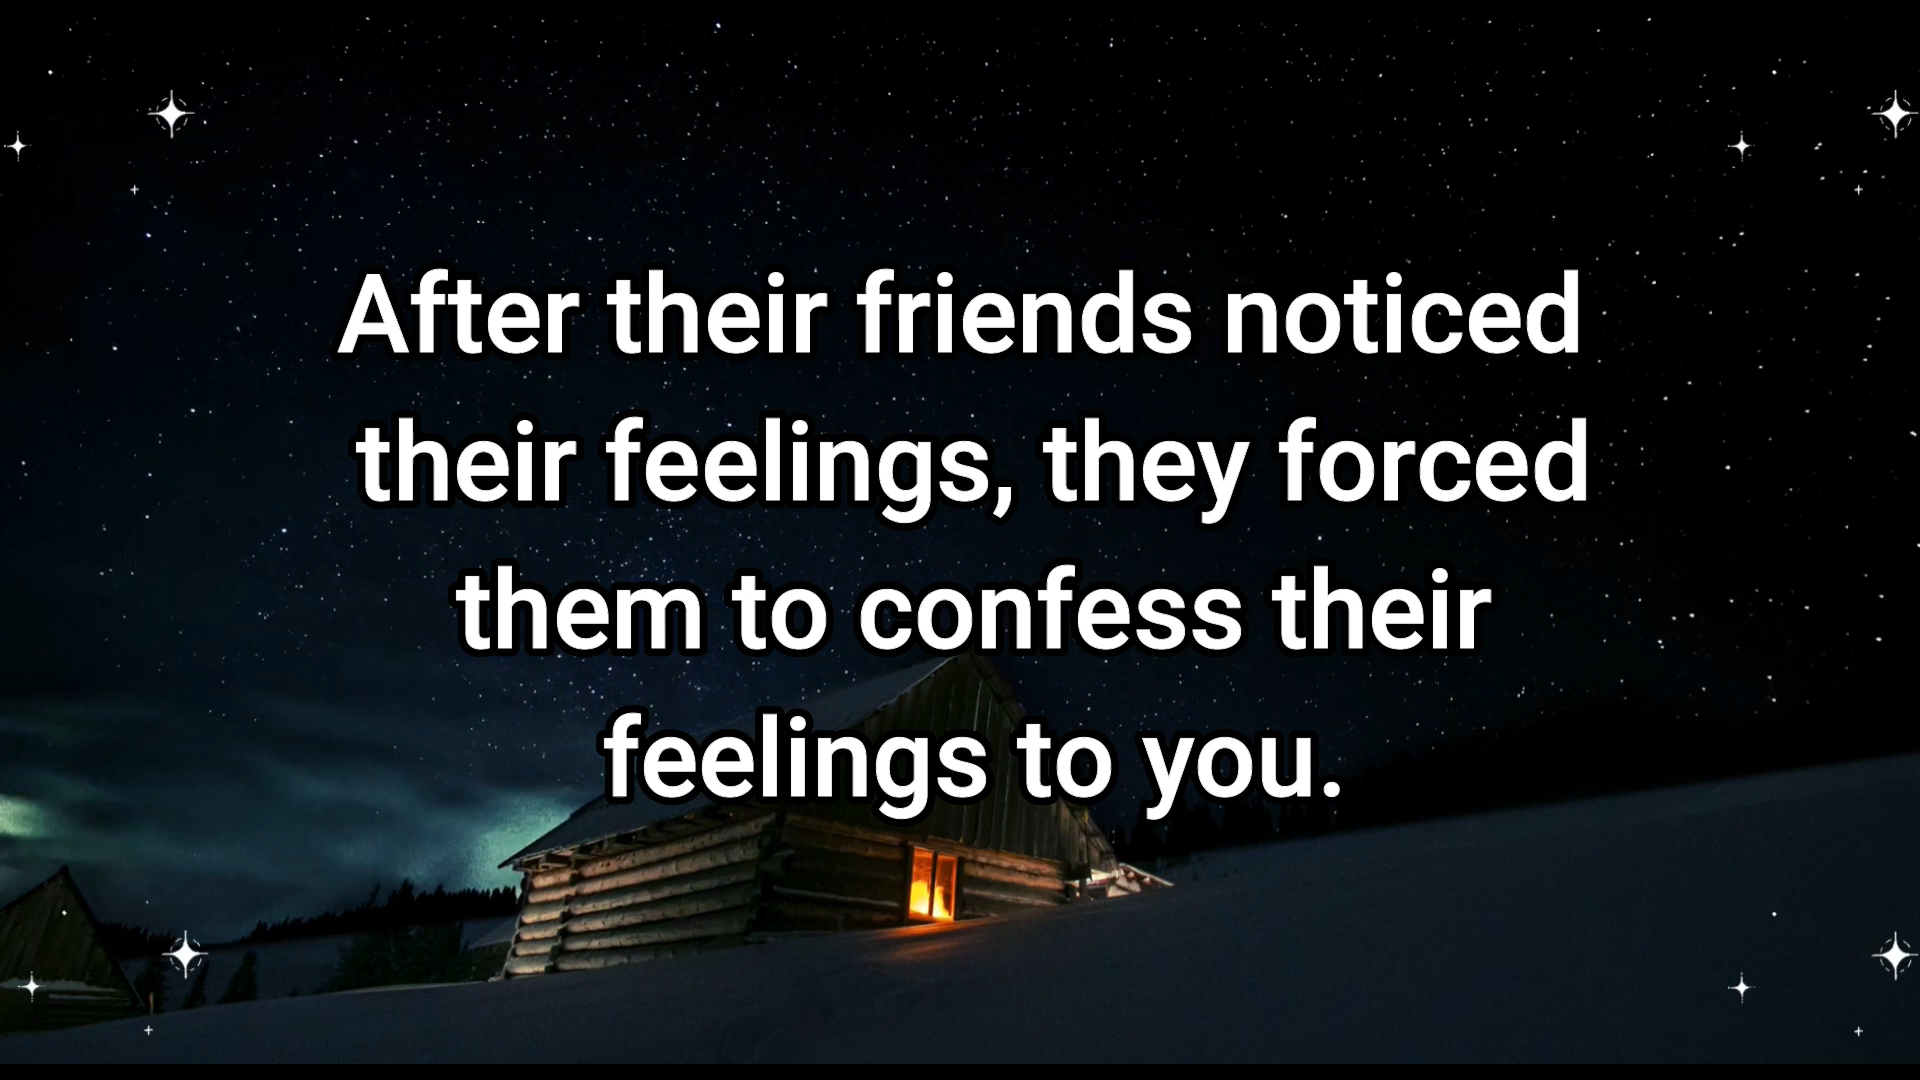 After their friends noticed
their feelings, they forced
them to confess their
feelings to you.